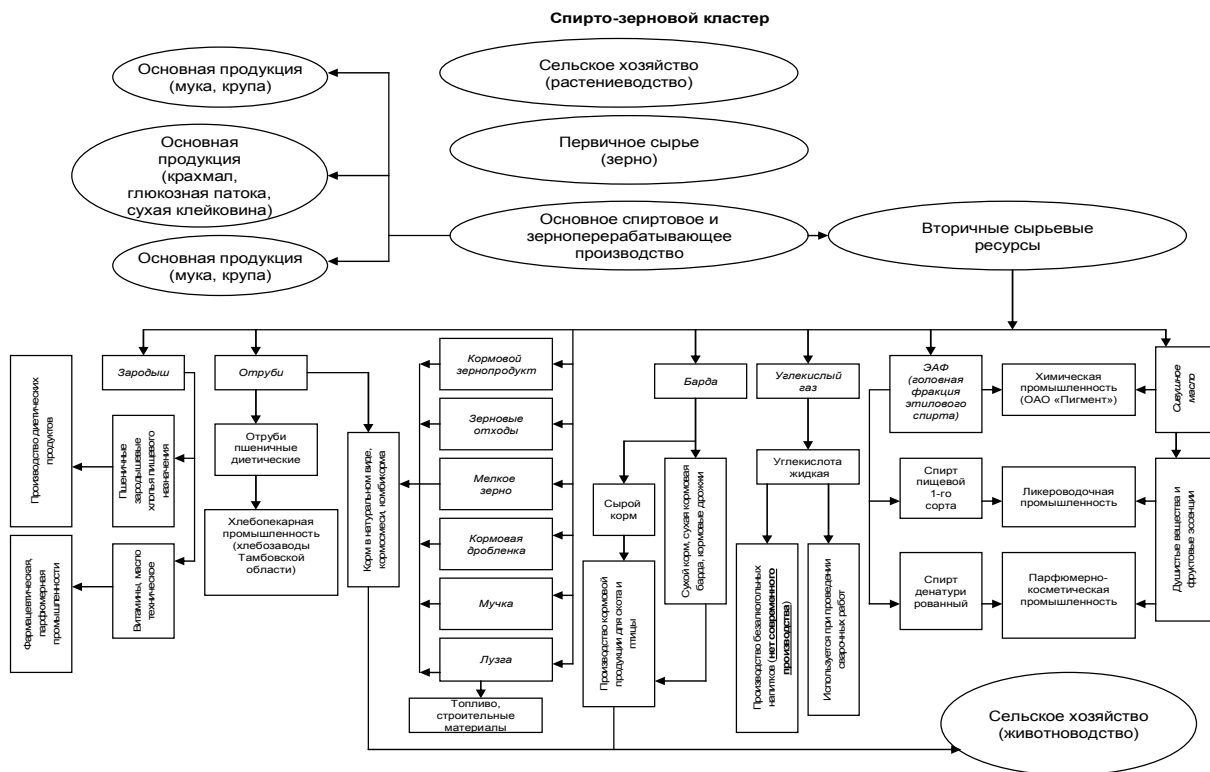 Спирто-зерновой кластер
Основная продукция
(мука, крупа)
Сельское хозяйство
(растениеводство)
Основная
продукция
(крахмал,
глюкозная патока,
сухая клейковина)
Первичное сырье
(зерно)
Основная продукция
(мука, крупа)
Основное спиртовое и
зерноперерабатывающее
производство
Вторичные сырьевые
ресурсы
Производство диетических
продуктов
Фармацевтическая,
парфюмерная
промышленности
Зародыш
Пшеничные
зародышевые
хлопья пищевого
назначения
Витамины, масло
техническое
Отруби
Отруби
пшеничные
диетические
Хлебопекарная
промышленность
(хлебозаводы
Тамбовской
области)
Корм в натуральном виде,
кормосмеси, комбикорма
Кормовой
зернопродукт
Зерновые
отходы
Мелкое
зерно
Кормовая
дробленка
Мучка
Лузга
Топливо,
строительные
материалы
Барда
Сырой
корм
Сухой корм, сухая кормовая
барда, кормовые дрожжи
Производство кормовой
продукции для скота и
птицы
Углекислый
газ
Углекислота
жидкая
Производство безалкогольных
напитков (нет современного
производства)
Используется при проведении
сварочных работ
ЭАФ
(головная
фракция
этилового
спирта)
Спирт
пищевой
1-го
сорта
Спирт
денатури
рованный
Химическая
промышленность
(ОАО «Пигмент»)
Ликероводочная
промышленность
Парфюмерно-
косметическая
промышленность
Сивушное
масло
Душистые вещества и
фруктовые эссенции
Сельское хозяйство
(животноводство)